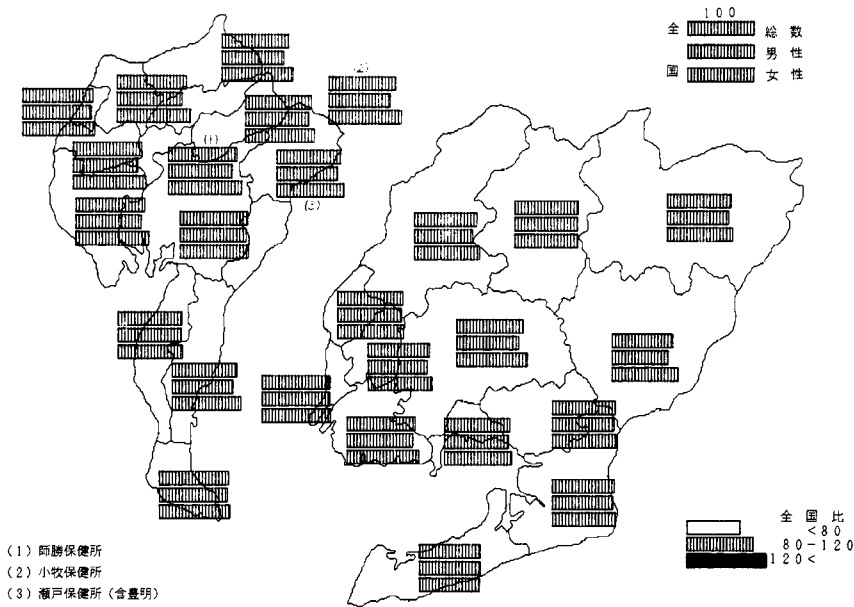 100
全 総数
男性
国 女性
(2)
(1)
(3)
全国比
<80
80-120
120<
(1) 師勝保健所
(2) 小牧保健所
(3) 瀬戸保健所(含豊明)